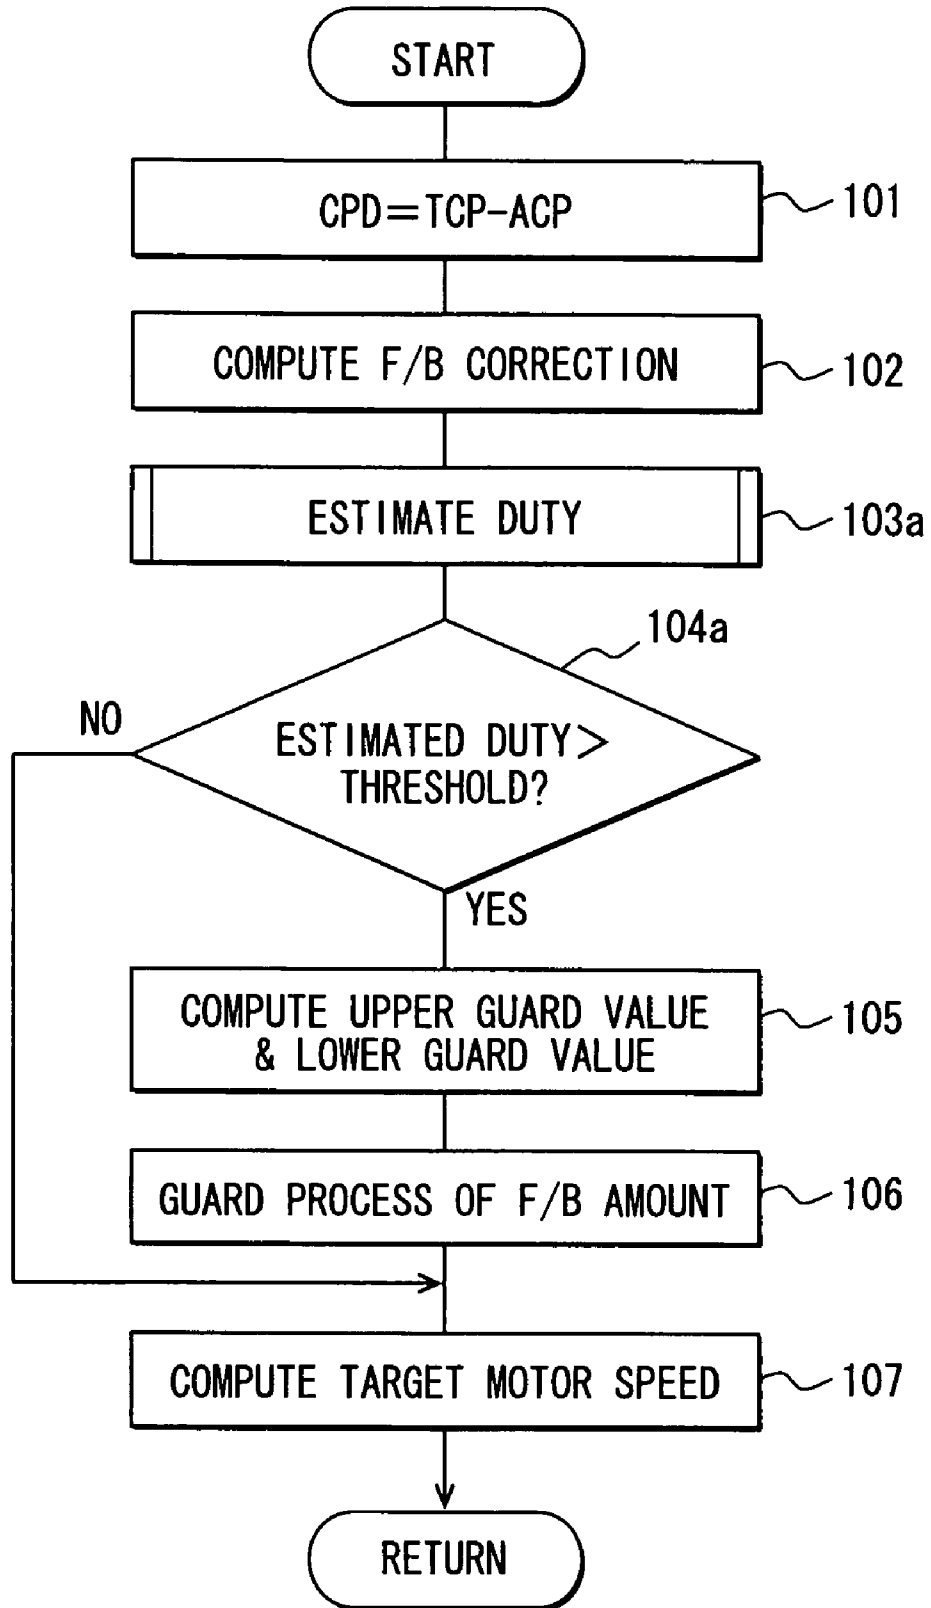 START
CPD=TCP-ACP
101
COMPUTE F/B CORRECTION
102
ESTIMATE DUTY
103a
104a
NO
ESTIMATED DUTY>
THRESHOLD?
YES
COMPUTE UPPER GUARD VALUE
& LOWER GUARD VALUE
105
GUARD PROCESS OF F/B AMOUNT
106
COMPUTE TARGET MOTOR SPEED
107
RETURN